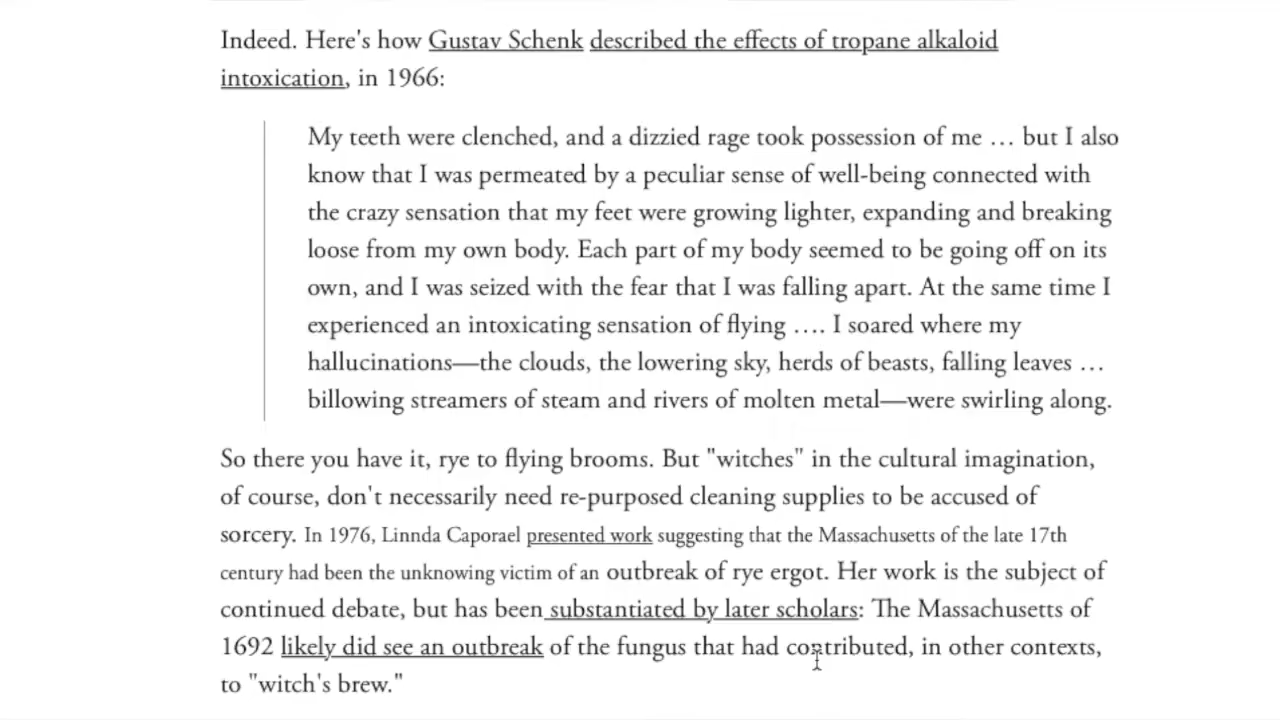 Indeed. Here's how Gustav Schenk described the effects of tropane alkaloid
intoxication, in 1966:
My teeth were clenched, and a dizzied rage took possession of me … but I also
know that I was permeated by a peculiar sense of well-being connected with
the crazy sensation that my feet were growing lighter, expanding and breaking
loose from my own body. Each part of my body seemed to be going off on its
own, and I was seized with the fear that I was falling apart. At the same time I
experienced an intoxicating sensation of flying …. I soared where my
hallucinations—the clouds, the lowering sky, herds of beasts, falling leaves …
billowing streamers of steam and rivers of molten metal—were swirling along.
So there you have it, rye to flying brooms. But "witches" in the cultural imagination,
of course, don't necessarily need re-purposed cleaning supplies to be accused of
sorcery. In 1976, Linnda Caporael presented work suggesting that the Massachusetts of the late 17th
century had been the unknowing victim of an outbreak of rye ergot. Her work is the subject of
continued debate, but has been substantiated by later scholars: The Massachusetts of
1692 likely did see an outbreak of the fungus that had contributed, in other contexts,
to "witch's brew."